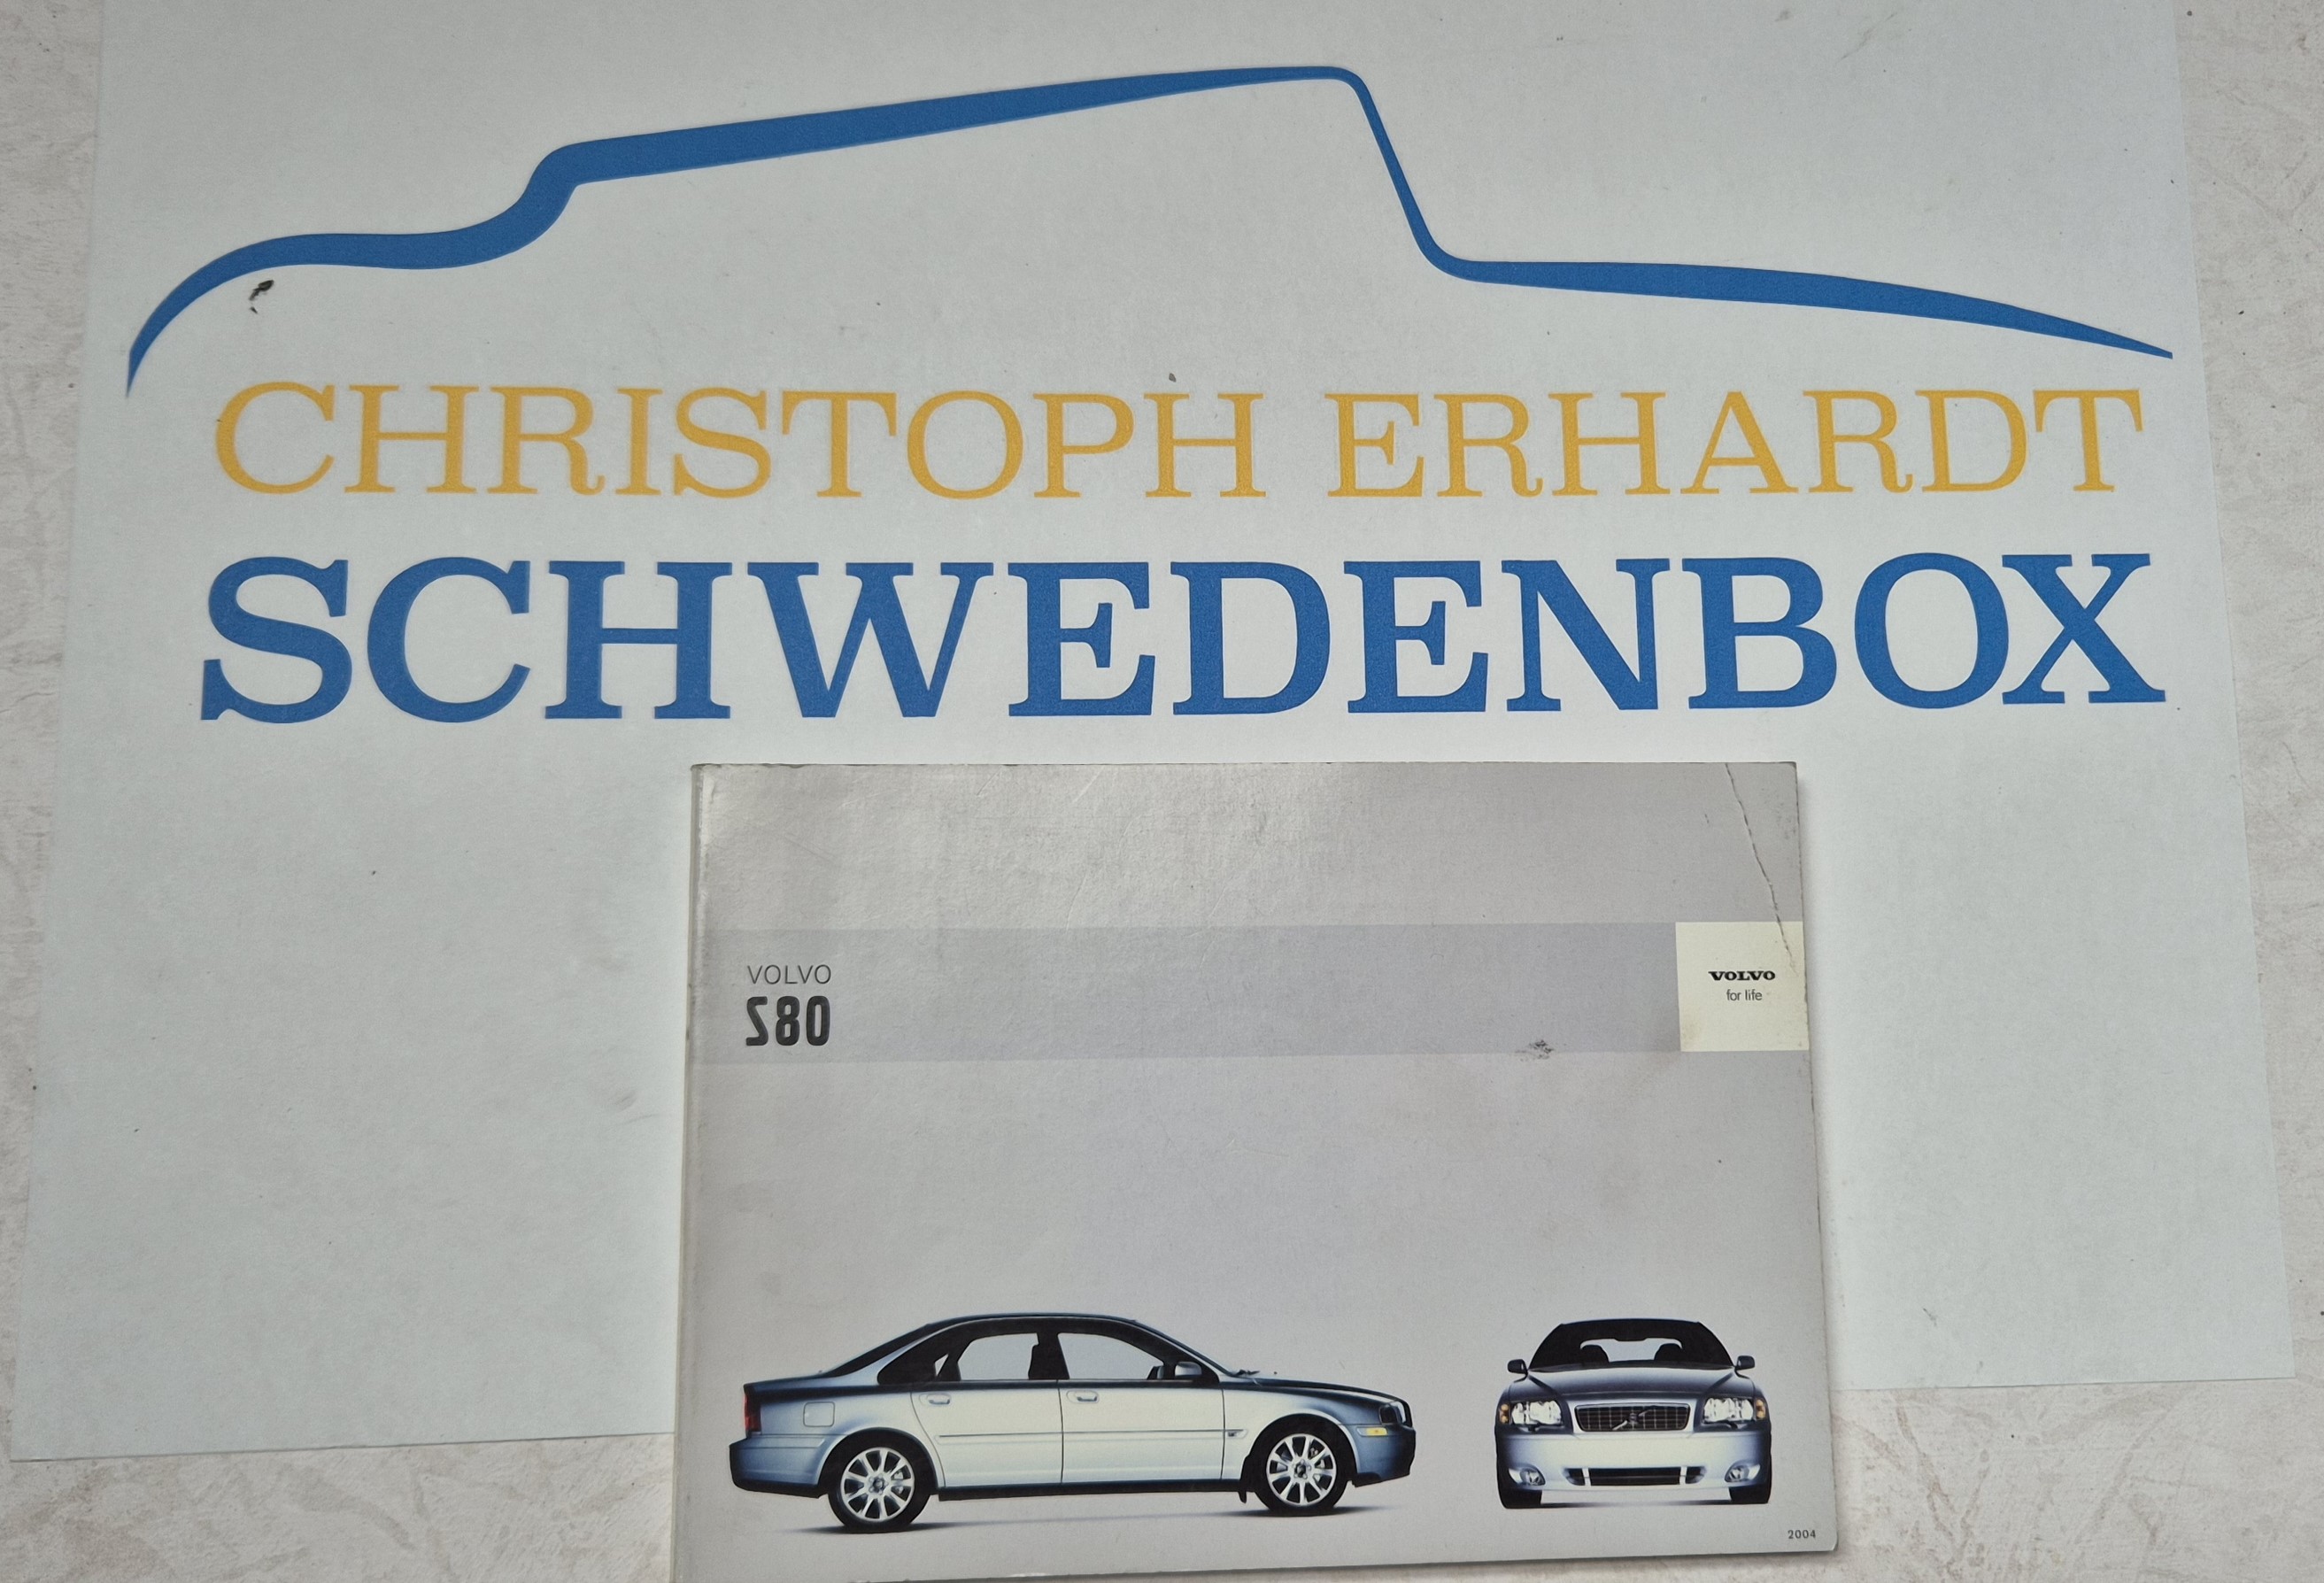 CHRISTOPH ERHARDT
SCHWEDENBOX
VOLVO
S80
VOLVO
for life
2004